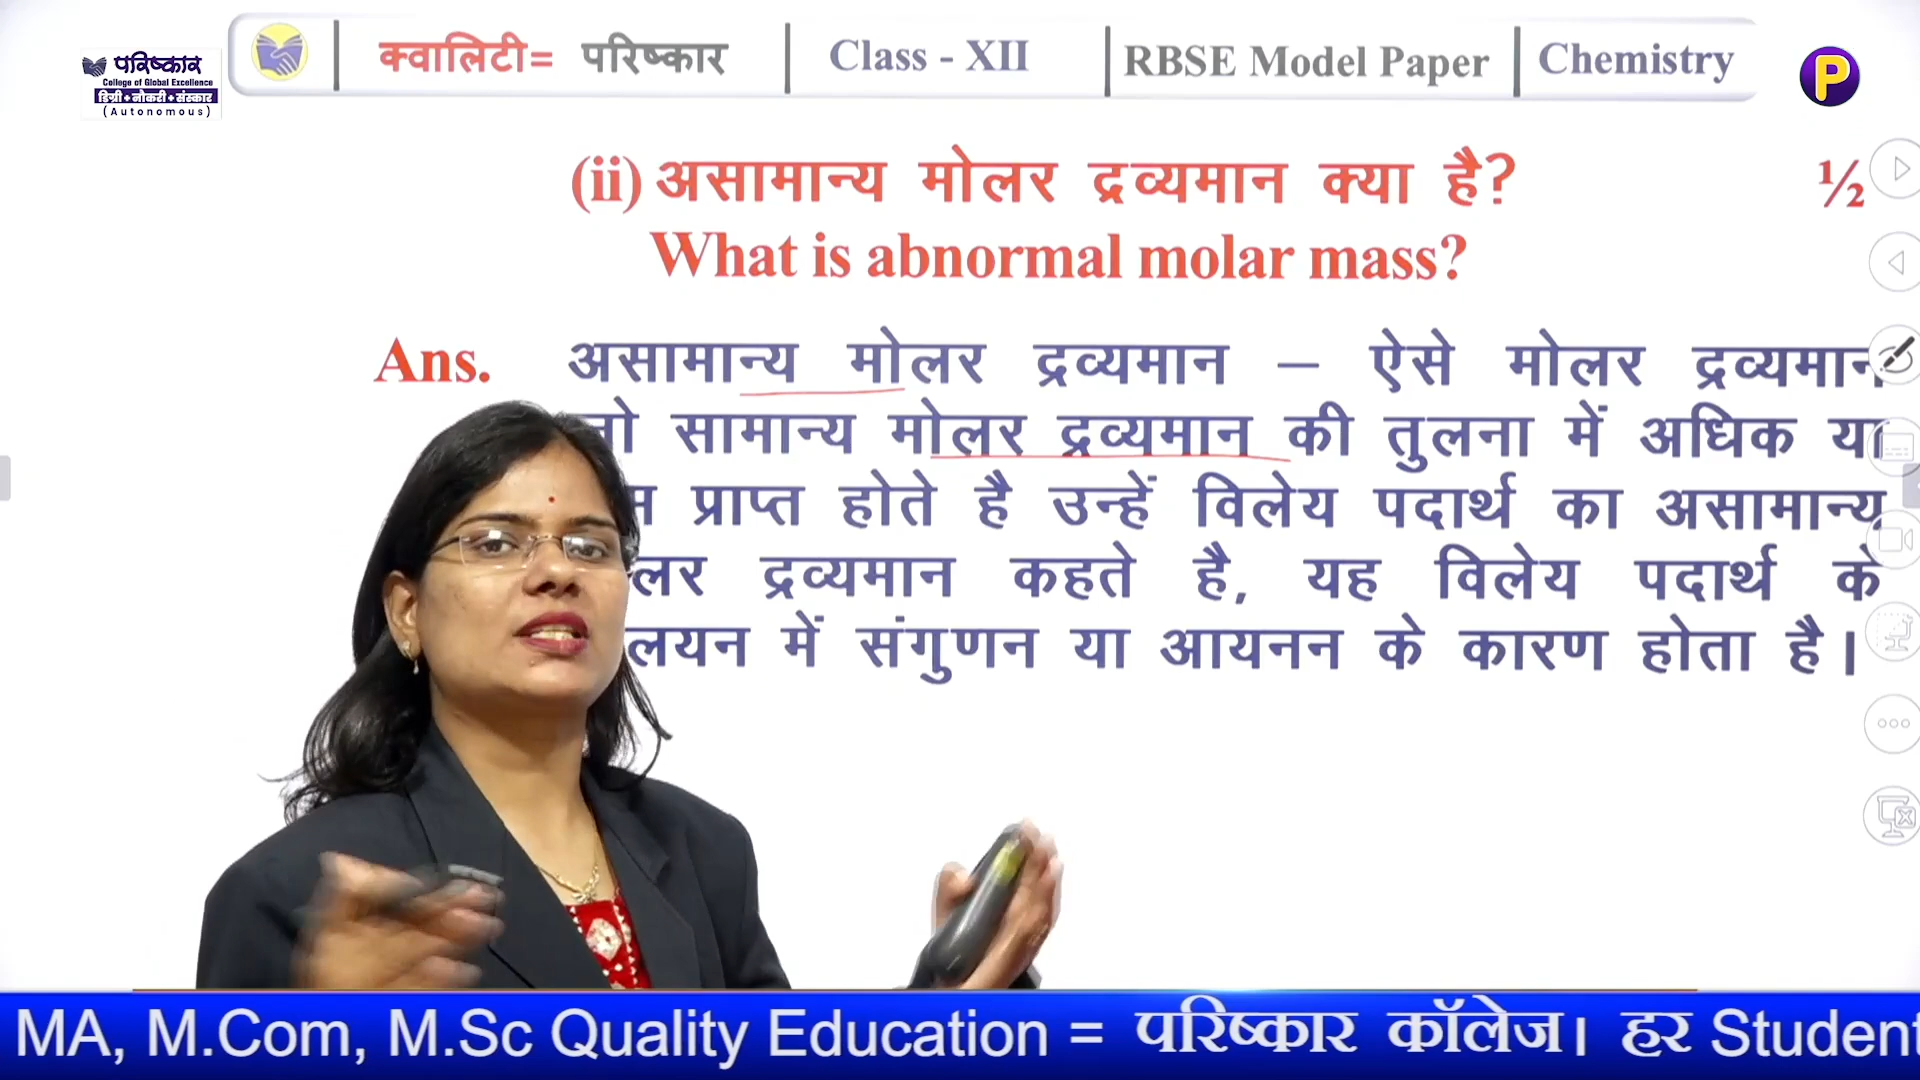 परिष्कार
College of Global Excellence
डिग्री + नौकरी + संस्कार
(Autonomous)
क्वालिटी= परिष्कार
Class - XII
RBSE Model Paper
Chemistry
P
(ii) असामान्य मोलर द्रव्यमान क्या है? ½
What is abnormal molar mass?
Ans. असामान्य मोलर द्रव्यमान – ऐसे मोलर द्रव्यमान
सामान्य मोलर द्रव्यमान की तुलना में अधिक या
प्राप्त होते है उन्हें विलेय पदार्थ का असामान्य
द्रव्यमान कहते है, यह विलेय पदार्थ के
में संगुणन या आयनन के कारण होता है।
MA, M.Com, M.Sc Quality Education = परिष्कार कॉलेज। हर Student